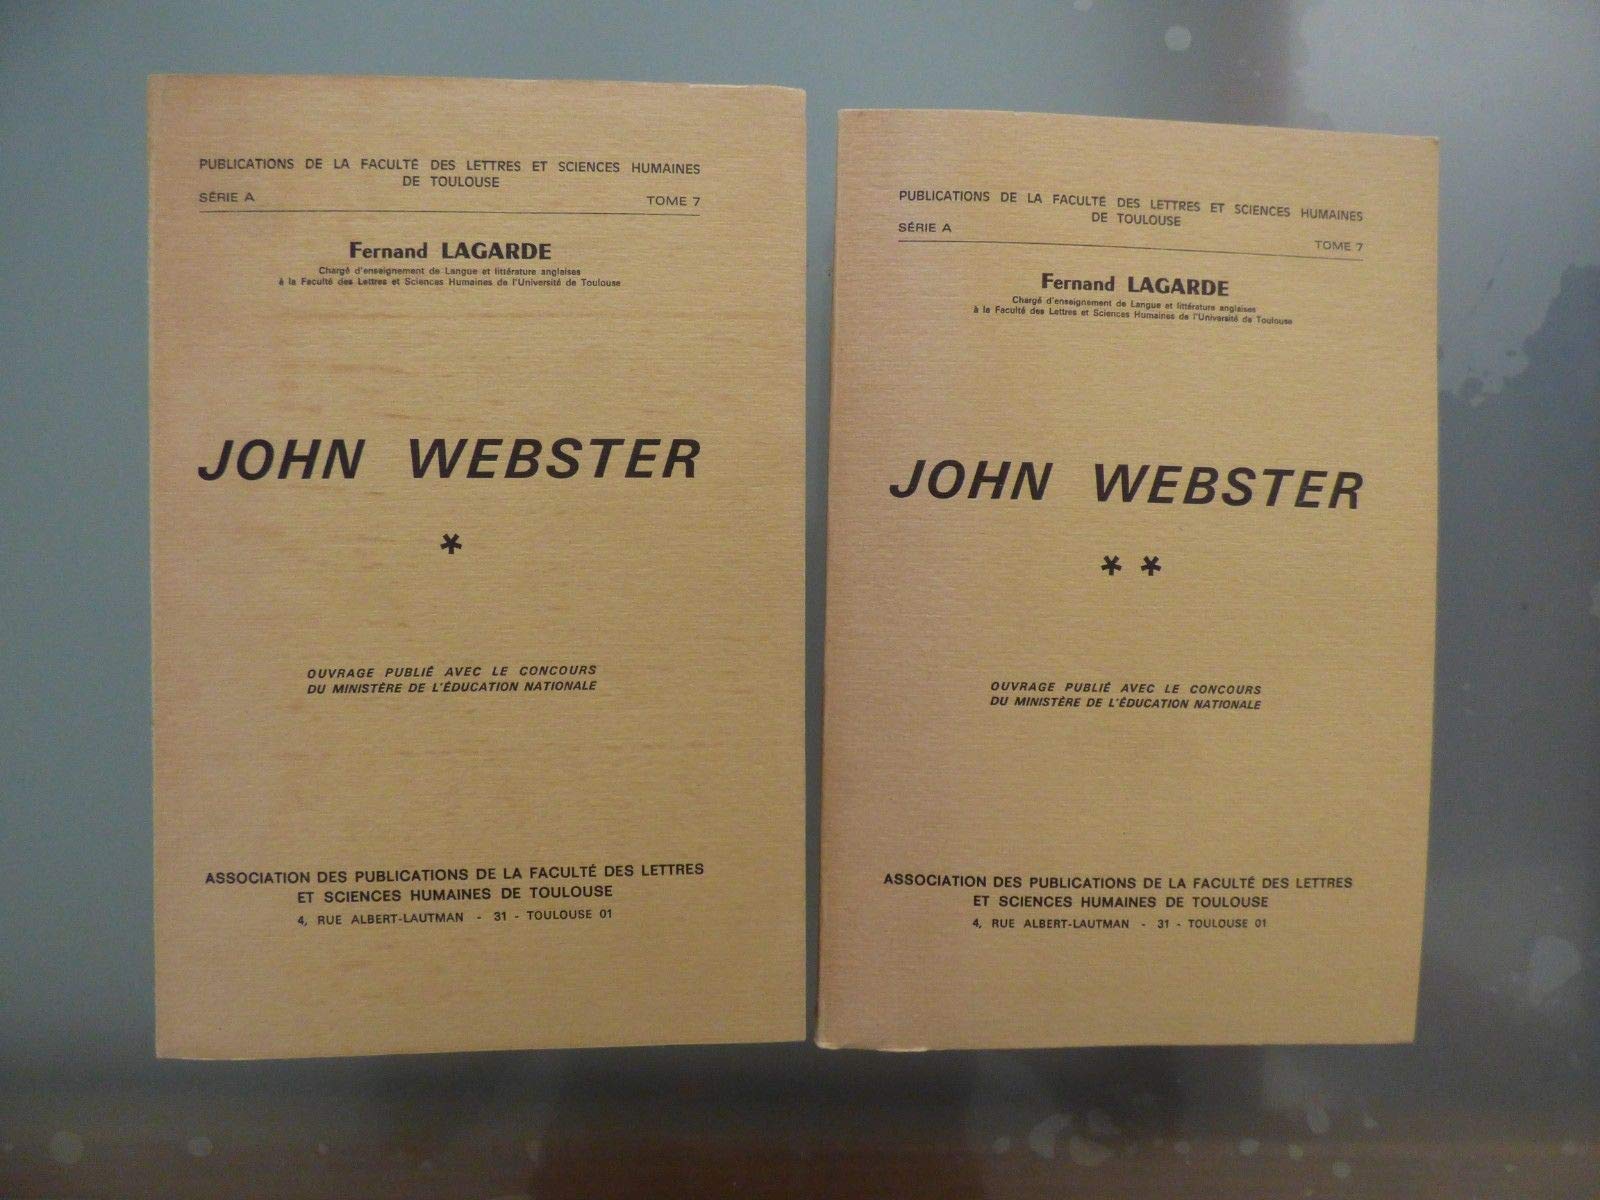 PUBLICATIONS DE LA FACULTÉ DES LETTRES ET SCIENCES HUMAINES
DE TOULOUSE
SÉRIE A TOME 7
Fernand LAGARDE
Chargé d'enseignement de Langue et littérature anglaises
à la Faculté des Lettres et Sciences Humaines de l'Université de Toulouse
JOHN WEBSTER
*
OUVRAGE PUBLIÉ AVEC LE CONCOURS
DU MINISTÈRE DE L'ÉDUCATION NATIONALE
ASSOCIATION DES PUBLICATIONS DE LA FACULTÉ DES LETTRES
ET SCIENCES HUMAINES DE TOULOUSE
4, RUE ALBERT-LAUTMAN - 31 - TOULOUSE 01
PUBLICATIONS DE LA FACULTÉ DES LETTRES ET SCIENCES HUMAINES
DE TOULOUSE
SÉRIE A TOME 7
Fernand LAGARDE
Chargé d'enseignement de Langue et littérature anglaises
à la Faculté des Lettres et Sciences Humaines de l'Université de Toulouse
JOHN WEBSTER
* *
OUVRAGE PUBLIÉ AVEC LE CONCOURS
DU MINISTÈRE DE L'ÉDUCATION NATIONALE
ASSOCIATION DES PUBLICATIONS DE LA FACULTÉ DES LETTRES
ET SCIENCES HUMAINES DE TOULOUSE
4, RUE ALBERT-LAUTMAN - 31 - TOULOUSE 01